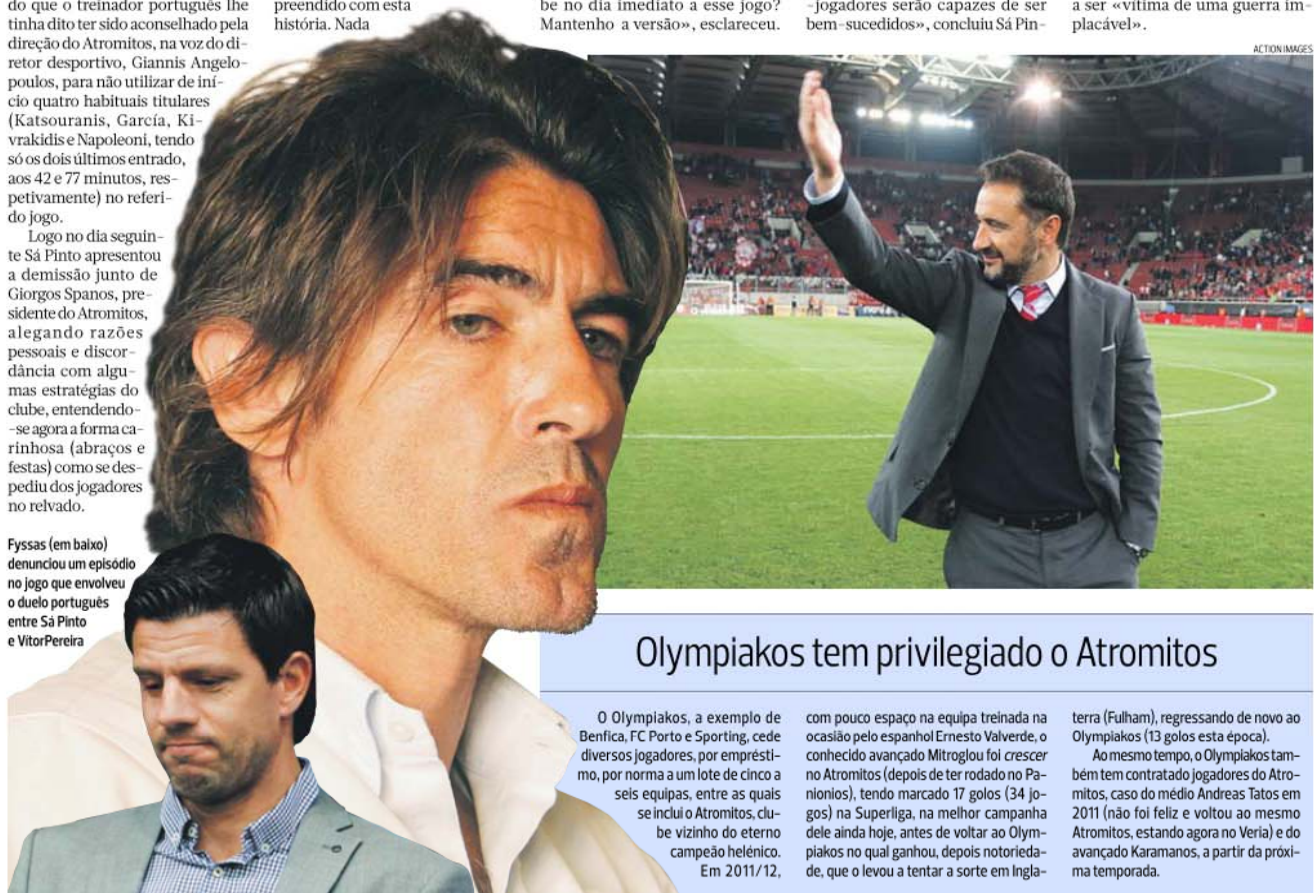 do que o treinador português lhe
tinha dito ter sido aconselhado pela
direção do Atromitos, na voz do di-
retor desportivo, Giannis Angelo-
poulos, para não utilizar de iní-
cio quatro habituais titulares
(Katsouranis, García, Ki-
vrakidis e Napoleoni, tendo
só os dois últimos entrado,
aos 42 e 77 minutos, res-
petivamente) no referi-
do jogo.
Logo no dia seguin-
te Sá Pinto apresentou
a demissão junto de
Giorgos Spanos, pre-
sidente do Atromitos,
alegando razões
pessoais e discor-
dância com algu-
mas estratégias do
clube, entendendo-
-se agora a forma ca-
rinhosa (abraços e
festas) como se des-
pediu dos jogadores
no relvado.
Fyssas (em baixo)
denunciou um episódio
no jogo que envolveu
o duelo português
entre Sá Pinto
e VítorPereira
preendido com esta
história. Nada
be no dia imediato a esse jogo?
Mantenho a versão», esclareceu.
-jogadores serão capazes de ser
bem-sucedidos», concluiu Sá Pin-
a ser «vítima de uma guerra im-
placável».
ACTION IMAGES
Olympiakos tem privilegiado o Atromitos
O Olympiakos, a exemplo de
Benfica, FC Porto e Sporting, cede
diversos jogadores, por emprésti-
mo, por norma a um lote de cinco a
seis equipas, entre as quais
se inclui o Atromitos, clu-
be vizinho do eterno
campeão helénico.
Em 2011/12,
com pouco espaço na equipa treinada na
ocasião pelo espanhol Ernesto Valverde, o
conhecido avançado Mitroglou foi crescer
no Atromitos (depois de ter rodado no Pa-
nionios), tendo marcado 17 golos (34 jo-
gos) na Superliga, na melhor campanha
dele ainda hoje, antes de voltar ao Olym-
piakos no qual ganhou, depois notorieda-
de, que o levou a tentar a sorte em Ingla-
terra (Fulham), regressando de novo ao
Olympiakos (13 golos esta época).
Ao mesmo tempo, o Olympiakos tam-
bém tem contratado jogadores do Atro-
mitos, caso do médio Andreas Tatos em
2011 (não foi feliz e voltou ao mesmo
Atromitos, estando agora no Veria) e do
avançado Karamanos, a partir da próxi-
ma temporada.